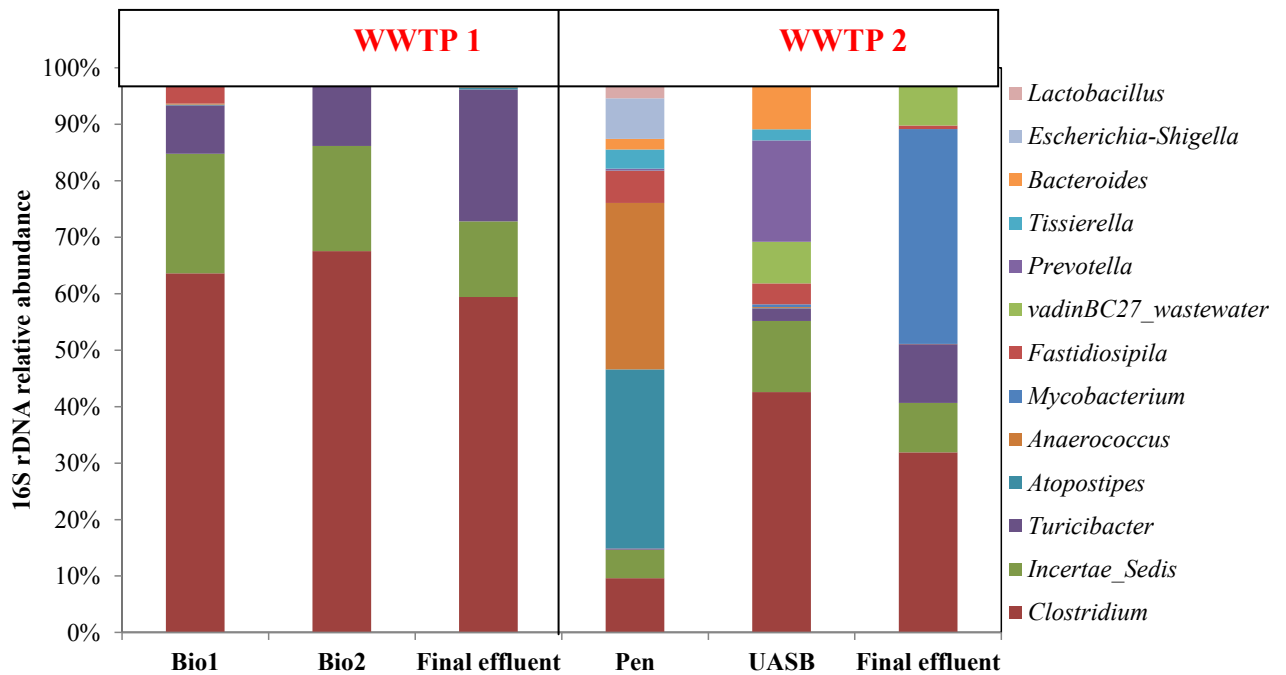 WWTP 1
WWTP 2
100%
90%
80%
70%
60%
50%
40%
30%
20%
10%
0%
16S rDNA relative abundance
Bio1
Bio2
Final effluent
Pen
UASB
Final effluent
Lactobacillus
Escherichia-Shigella
Bacteroides
Tissierella
Prevotella
vadinBC27_wastewater
Fastidiosipila
Mycobacterium
Anaerococcus
Atopostipes
Turicibacter
Incertae_Sedis
Clostridium